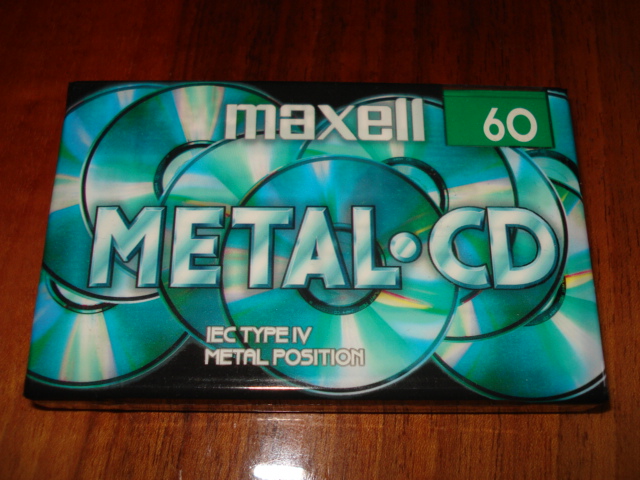 maxell
60
METAL•CD
IEC TYPE IV
METAL POSITION